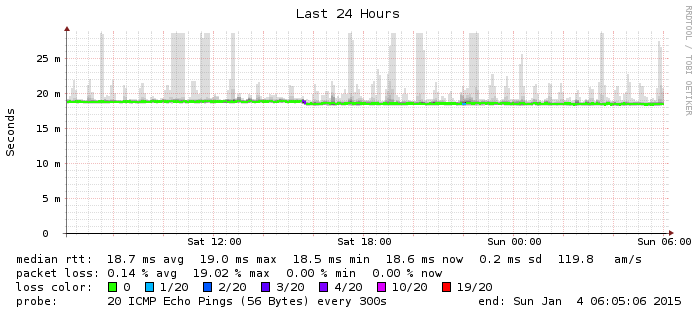 Last 24 Hours
RRDTOOL / TOBI OETIKER
Seconds
25 m
20 m
15 m
10 m
5 m
0
Sat 12:00 Sat 18:00 Sun 00:00 Sun 06:00
median rtt: 18.7 ms avg 19.0 ms max 18.5 ms min 18.6 ms now 0.2 ms sd 119.8 am/s
packet loss: 0.14 % avg 19.02 % max 0.00 % min 0.00 % now
loss color: 0 1/20 2/20 3/20 4/20 10/20 19/20
probe: 20 ICMP Echo Pings (56 Bytes) every 300s end: Sun Jan 4 06:05:06 2015